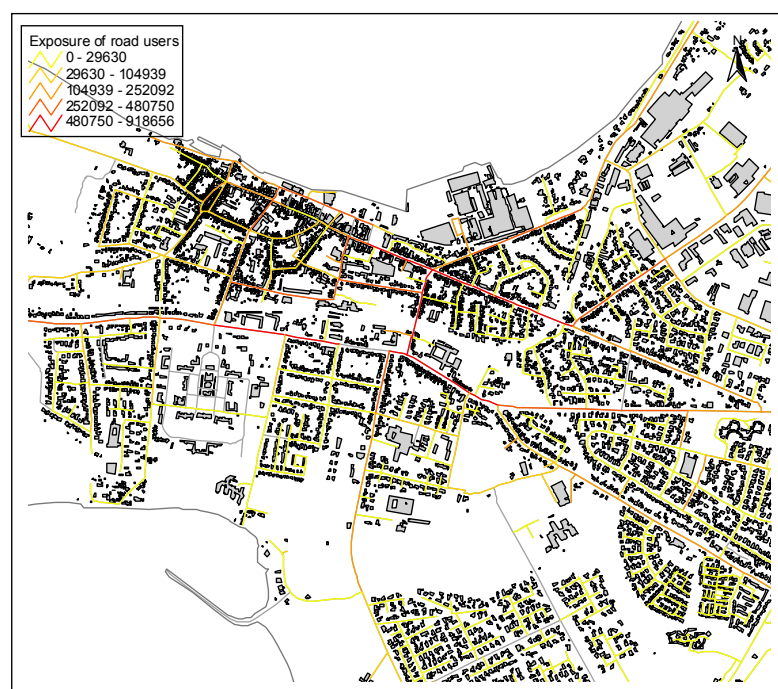 Exposure of road users
0 - 29630
29630 - 104939
104939 - 252092
252092 - 480750
480750 - 918656
N